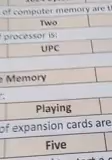 of computer memory are
Two
processor is:
UPC
e Memory
Playing
of expansion cards are
Five